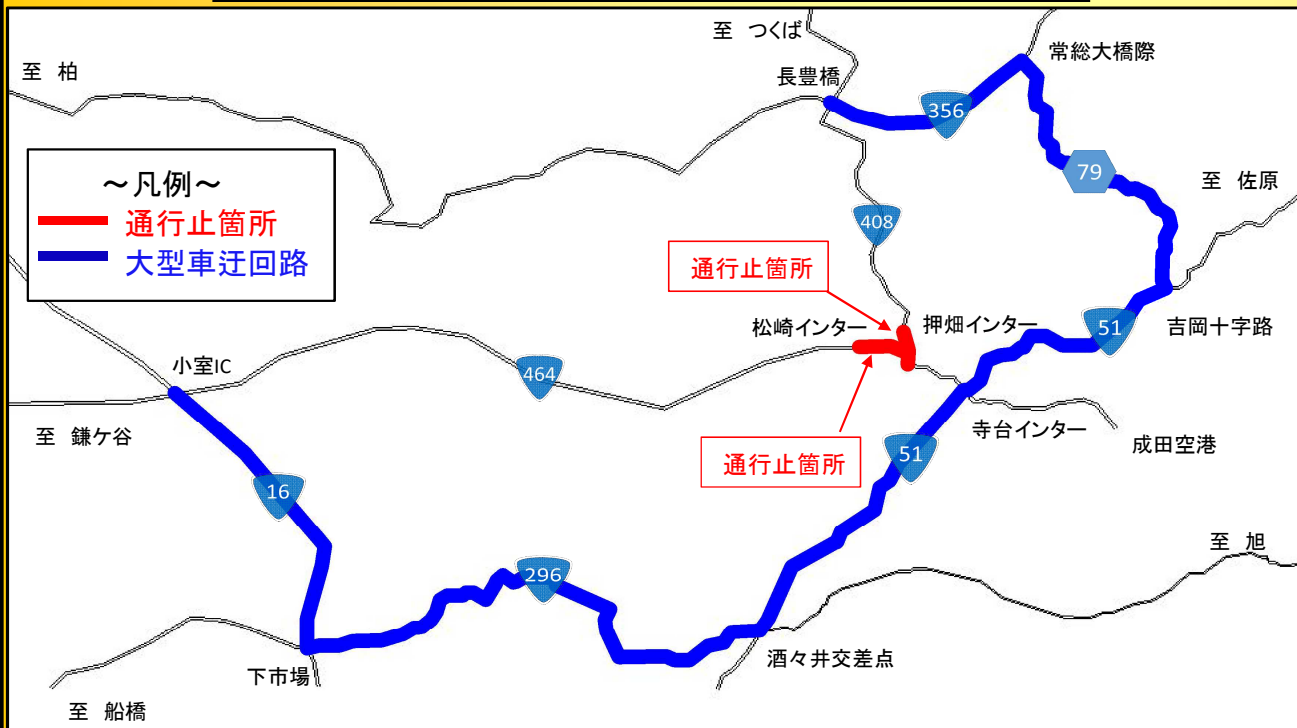 至 つくば
常総大橋際
至 柏
長豊橋
356
～凡例～
通行止箇所
大型車迂回路
79
至 佐原
408
通行止箇所
松崎インター
押畑インター
51
吉岡十字路
小室IC
464
至 鎌ケ谷
寺台インター
成田空港
通行止箇所
51
16
至 旭
296
酒々井交差点
下市場
至 船橋